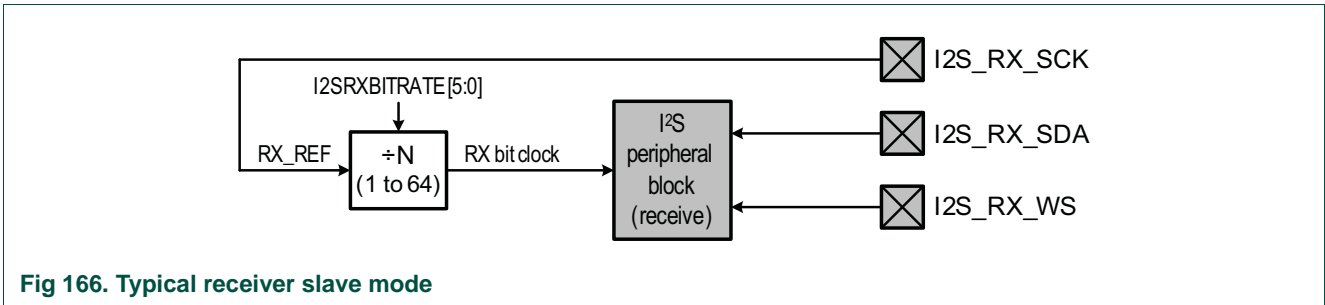 I2S_RX_SCK
I2SRXBITRATE[5:0]
RX_REF
÷N
(1 to 64)
RX bit clock
I²S
peripheral
block
(receive)
I2S_RX_SDA
I2S_RX_WS
Fig 166. Typical receiver slave mode